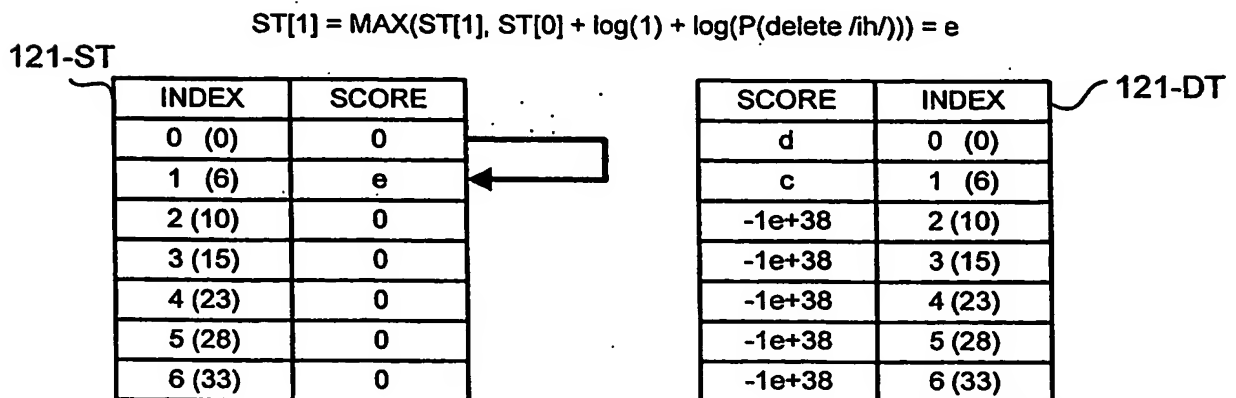 ST[1] = MAX(ST[1], ST[0] + log(1) + log(P(delete /ih/))) = e
121-ST
121-DT
INDEX SCORE
0 (0) 0
1 (6) e
2 (10) 0
3 (15) 0
4 (23) 0
5 (28) 0
6 (33) 0
SCORE INDEX
d 0 (0)
c 1 (6)
-1e+38 2 (10)
-1e+38 3 (15)
-1e+38 4 (23)
-1e+38 5 (28)
-1e+38 6 (33)